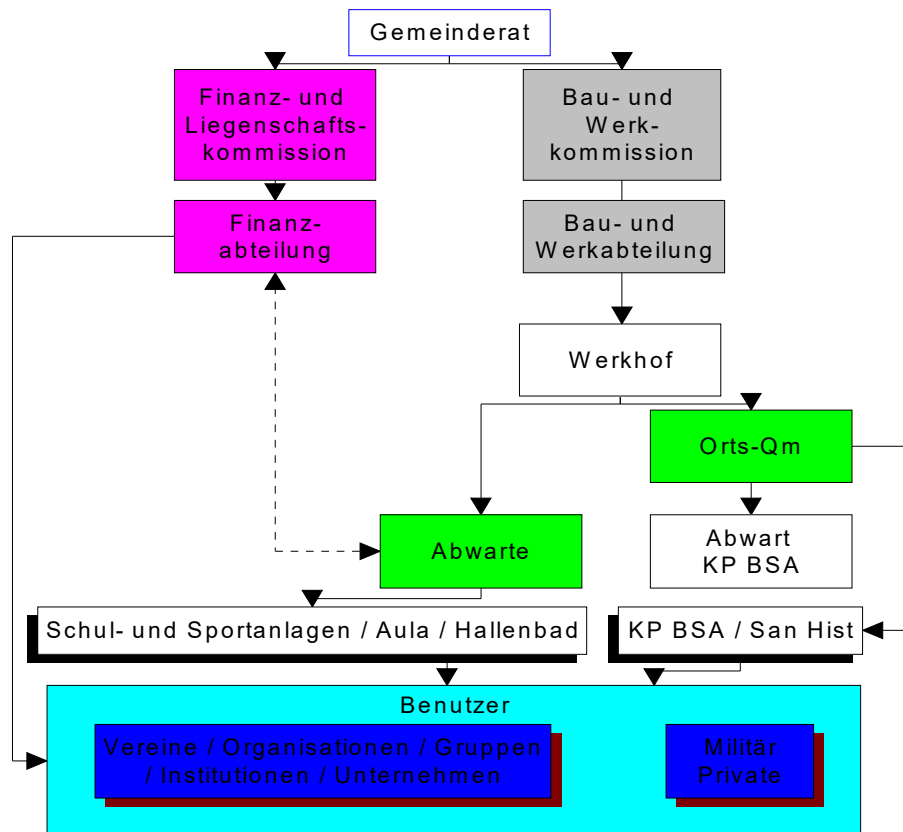 Gemeinderat
Finanz- und
Liegenschafts-
kommission
Bau- und
Werk-
kommission
Finanz-
abteilung
Bau- und
Werkabteilung
Werkhof
Orts-Qm
Abwarte
Abwart
KP BSA
Schul- und Sportanlagen / Aula / Hallenbad
KP BSA / San Hist
Benutzer
Vereine / Organisationen / Gruppen
/ Institutionen / Unternehmen
Militär
Private